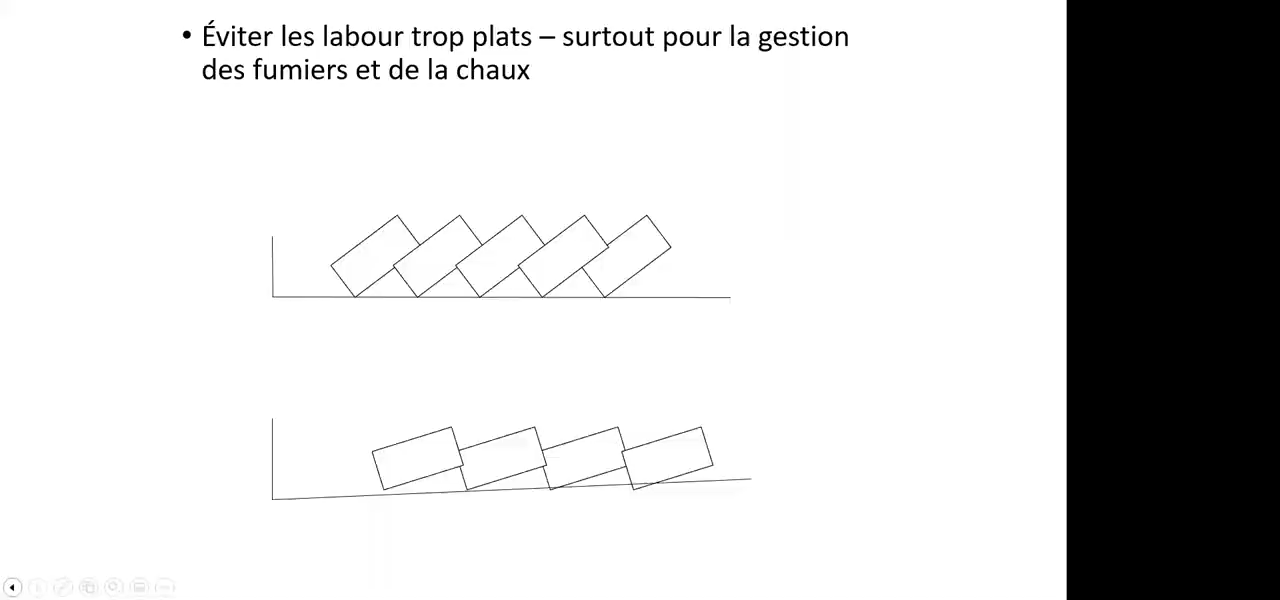 • Éviter les labour trop plats – surtout pour la gestion
des fumiers et de la chaux